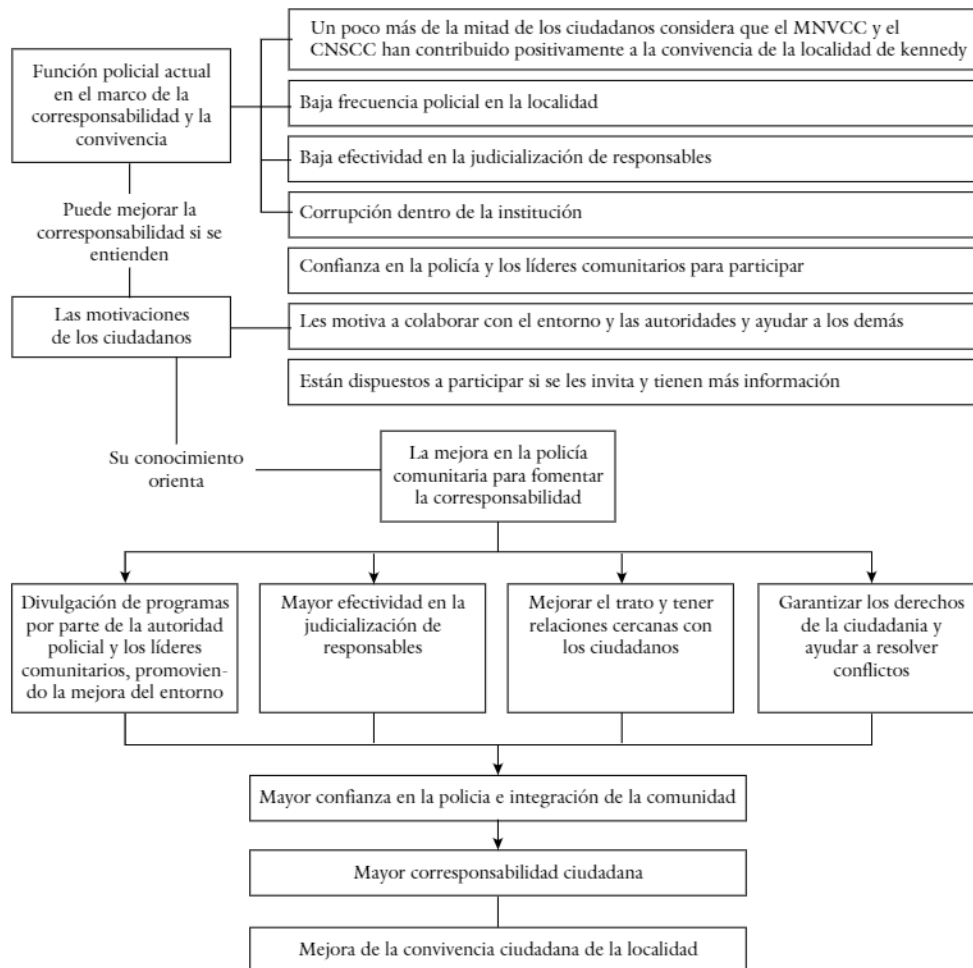 Un poco más de la mitad de los ciudadanos considera que el MNVCC y el
CNSCC han contribuido positivamente a la convivencia de la localidad de kennedy
Función policial actual
en el marco de la
corresponsabilidad y la
convivencia
Baja frecuencia policial en la localidad
Baja efectividad en la judicialización de responsables
Corrupción dentro de la institución
Puede mejorar la
corresponsabilidad si se
entienden
Confianza en la policía y los líderes comunitarios para participar
Las motivaciones
de los ciudadanos
Les motiva a colaborar con el entorno y las autoridades y ayudar a los demás
Están dispuestos a participar si se les invita y tienen más información
Su conocimiento
orienta
La mejora en la policía
comunitaria para fomentar
la corresponsabilidad
Divulgación de programas
por parte de la autoridad
policial y los líderes
comunitarios, promovien-
do la mejora del entorno
Mayor efectividad en la
judicialización de
responsables
Mejorar el trato y tener
relaciones cercanas con
los ciudadanos
Garantizar los derechos
de la ciudadania y
ayudar a resolver
conflictos
Mayor confianza en la policia e integración de la comunidad
Mayor corresponsabilidad ciudadana
Mejora de la convivencia ciudadana de la localidad